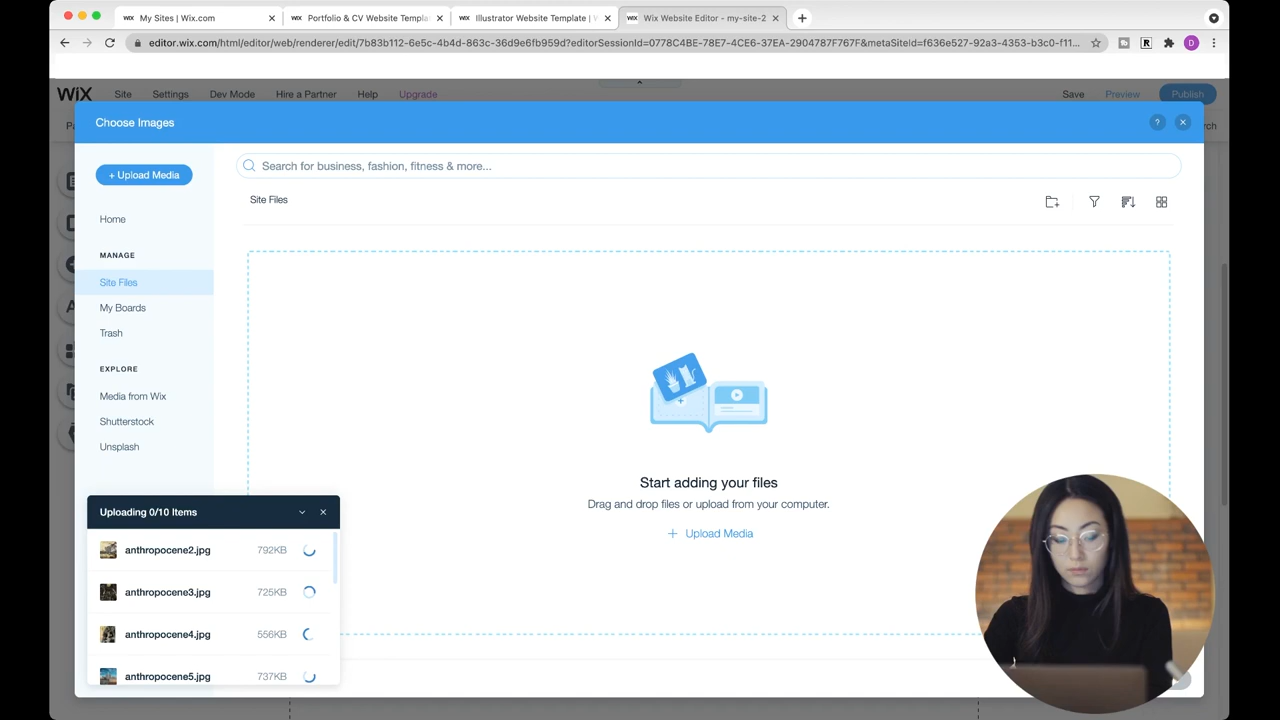 My Sites | Wix.com
Portfolio & CV Website Templa
Illustrator Website Template | W
WIX
Wix Website Editor - my-site-2
editor.wix.com/html/editor/web/renderer/edit/7b83b112-6e5c-4b4d-863c-36d9e6fb959d?editorSessionId=0778C4BE-78E7-4CE6-37EA-2904787F767F&metaSiteId=f636e527-92a3-4353-b3c0-f11...
R
D
WIX
Site
Settings
Dev Mode
Hire a Partner
Help
Upgrade
Save
Preview
Publish
Choose Images
?
+ Upload Media
Search for business, fashion, fitness & more...
Site Files
Home
MANAGE
Site Files
My Boards
Trash
EXPLORE
Media from Wix
Shutterstock
Unsplash
Start adding your files
Drag and drop files or upload from your computer.
+ Upload Media
Uploading 0/10 Items
anthropocene2.jpg 792KB
anthropocene3.jpg 725KB
anthropocene4.jpg 556KB
anthropocene5.jpg 737KB